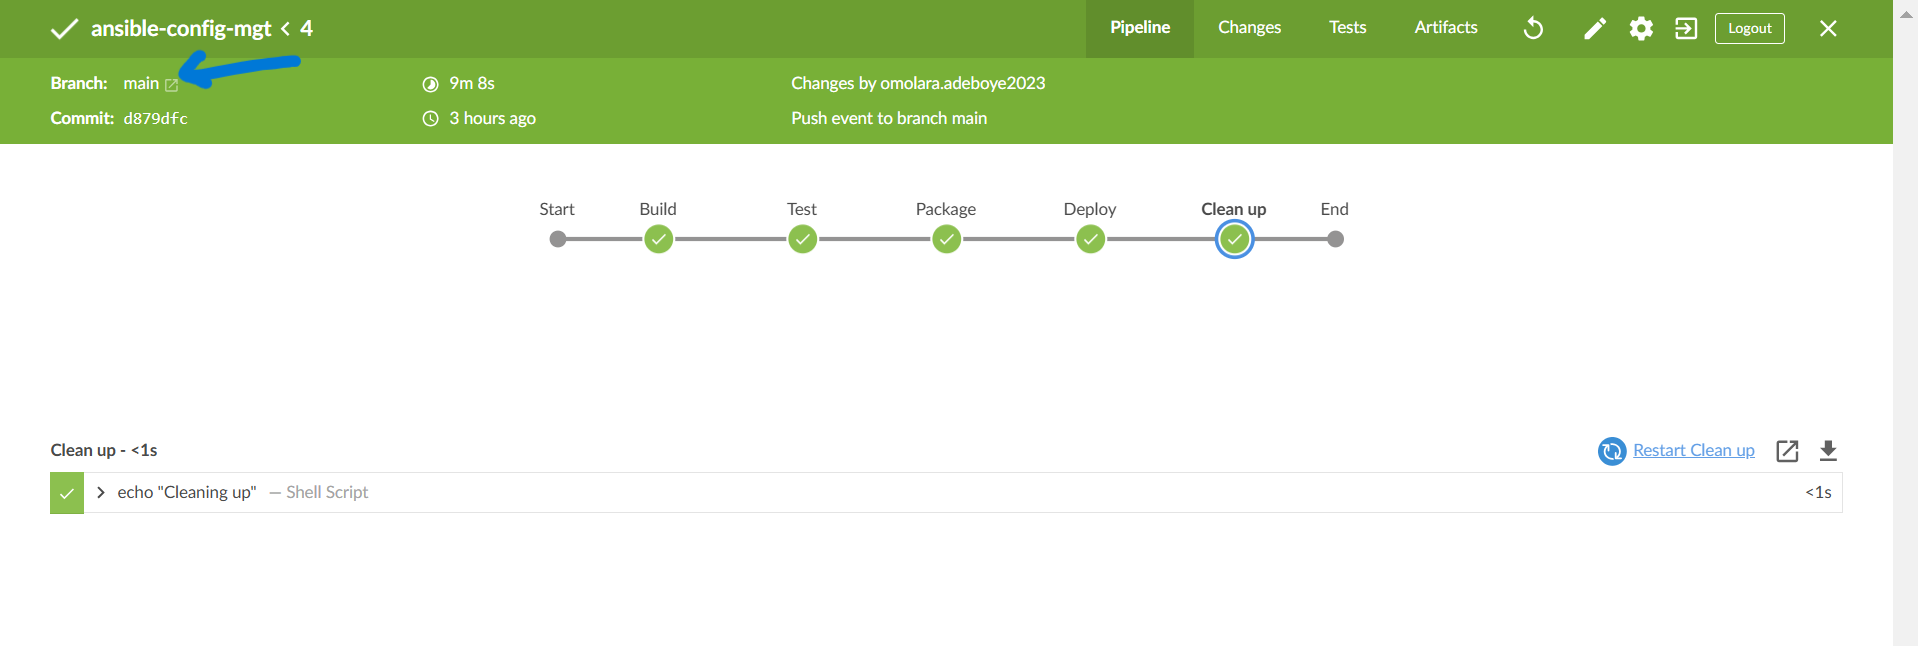 ansible-config-mgt < 4
Pipeline Changes Tests Artifacts Logout
Branch: main 9m 8s Changes by omolara.adeboye2023
Commit: d879dfc 3 hours ago Push event to branch main
Start Build Test Package Deploy Clean up End
Clean up - <1s Restart Clean up
echo "Cleaning up" — Shell Script <1s